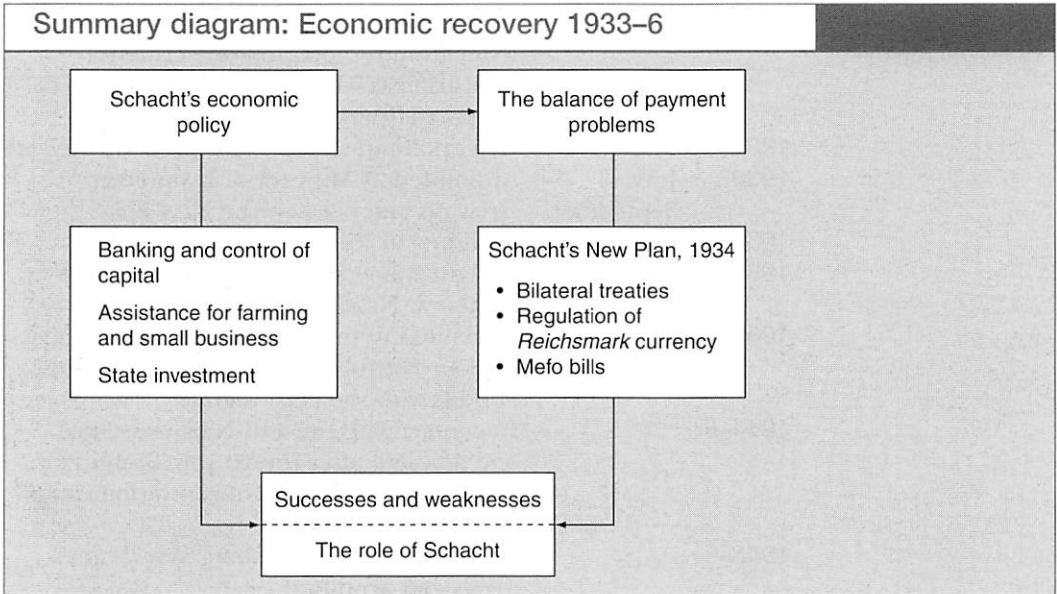 Summary diagram: Economic recovery 1933–6
Schacht's economic
policy
The balance of payment
problems
Banking and control of
capital
Assistance for farming
and small business
State investment
Schacht's New Plan, 1934
• Bilateral treaties
• Regulation of
Reichsmark currency
• Mefo bills
Successes and weaknesses
The role of Schacht